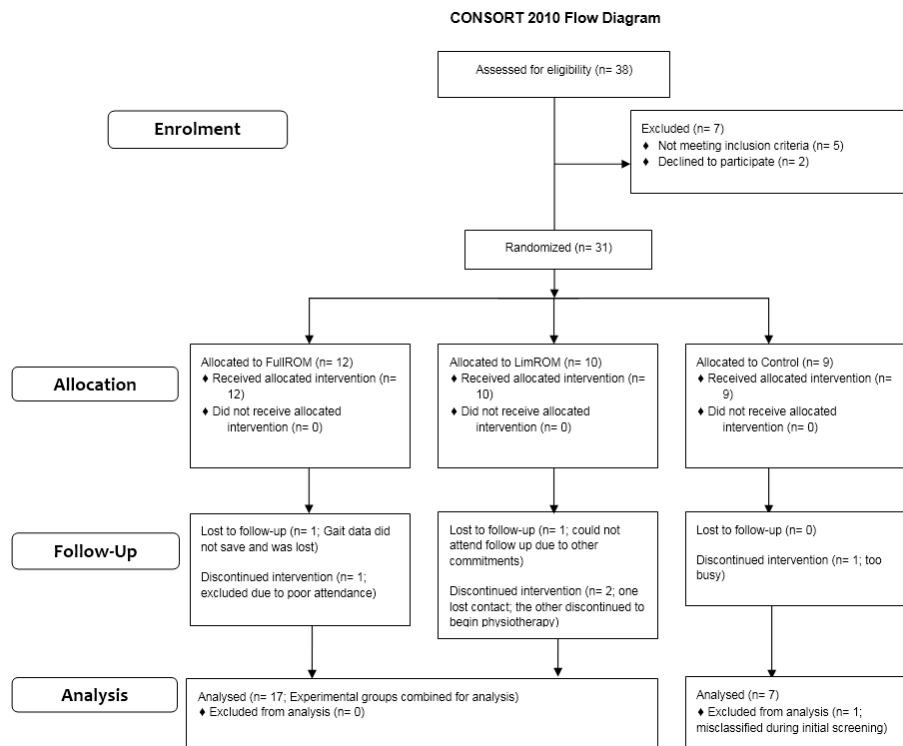 CONSORT 2010 Flow Diagram
Assessed for eligibility (n= 38)
Enrolment
Excluded (n= 7)
♦ Not meeting inclusion criteria (n= 5)
♦ Declined to participate (n= 2)
Randomized (n= 31)
Allocation
Allocated to FullROM (n= 12)
♦ Received allocated intervention (n=
12)
♦ Did not receive allocated
intervention (n= 0)
Allocated to LimROM (n= 10)
♦ Received allocated intervention (n=
10)
♦ Did not receive allocated
intervention (n= 0)
Allocated to Control (n= 9)
♦ Received allocated intervention (n=
9)
♦ Did not receive allocated
intervention (n= 0)
Follow-Up
Lost to follow-up (n= 1; Gait data did
not save and was lost)
Discontinued intervention (n= 1;
excluded due to poor attendance)
Lost to follow-up (n= 1; could not
attend follow up due to other
commitments)
Discontinued intervention (n= 2; one
lost contact; the other discontinued to
begin physiotherapy)
Lost to follow-up (n= 0)
Discontinued intervention (n= 1; too
busy)
Analysis
Analysed (n= 17; Experimental groups combined for analysis)
♦ Excluded from analysis (n= 0)
Analysed (n= 7)
♦ Excluded from analysis (n= 1;
misclassified during initial screening)